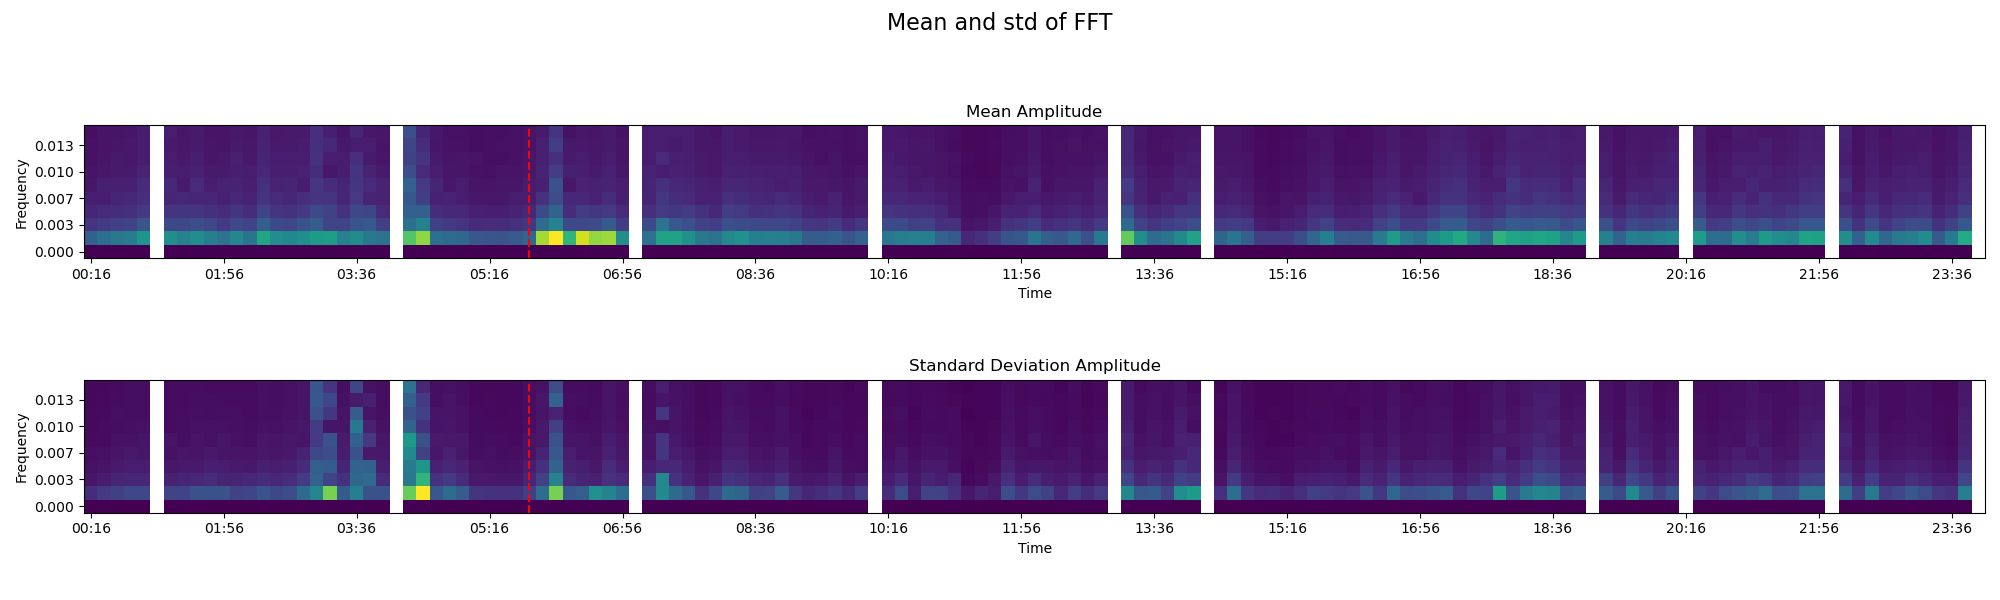 Mean and std of FFT
Mean Amplitude
Frequency
0.013
0.010
0.007
0.003
0.000
00:16 01:56 03:36 05:16 06:56 08:36 10:16 11:56 13:36 15:16 16:56 18:36 20:16 21:56 23:36
Time
Standard Deviation Amplitude
Frequency
0.013
0.010
0.007
0.003
0.000
00:16 01:56 03:36 05:16 06:56 08:36 10:16 11:56 13:36 15:16 16:56 18:36 20:16 21:56 23:36
Time